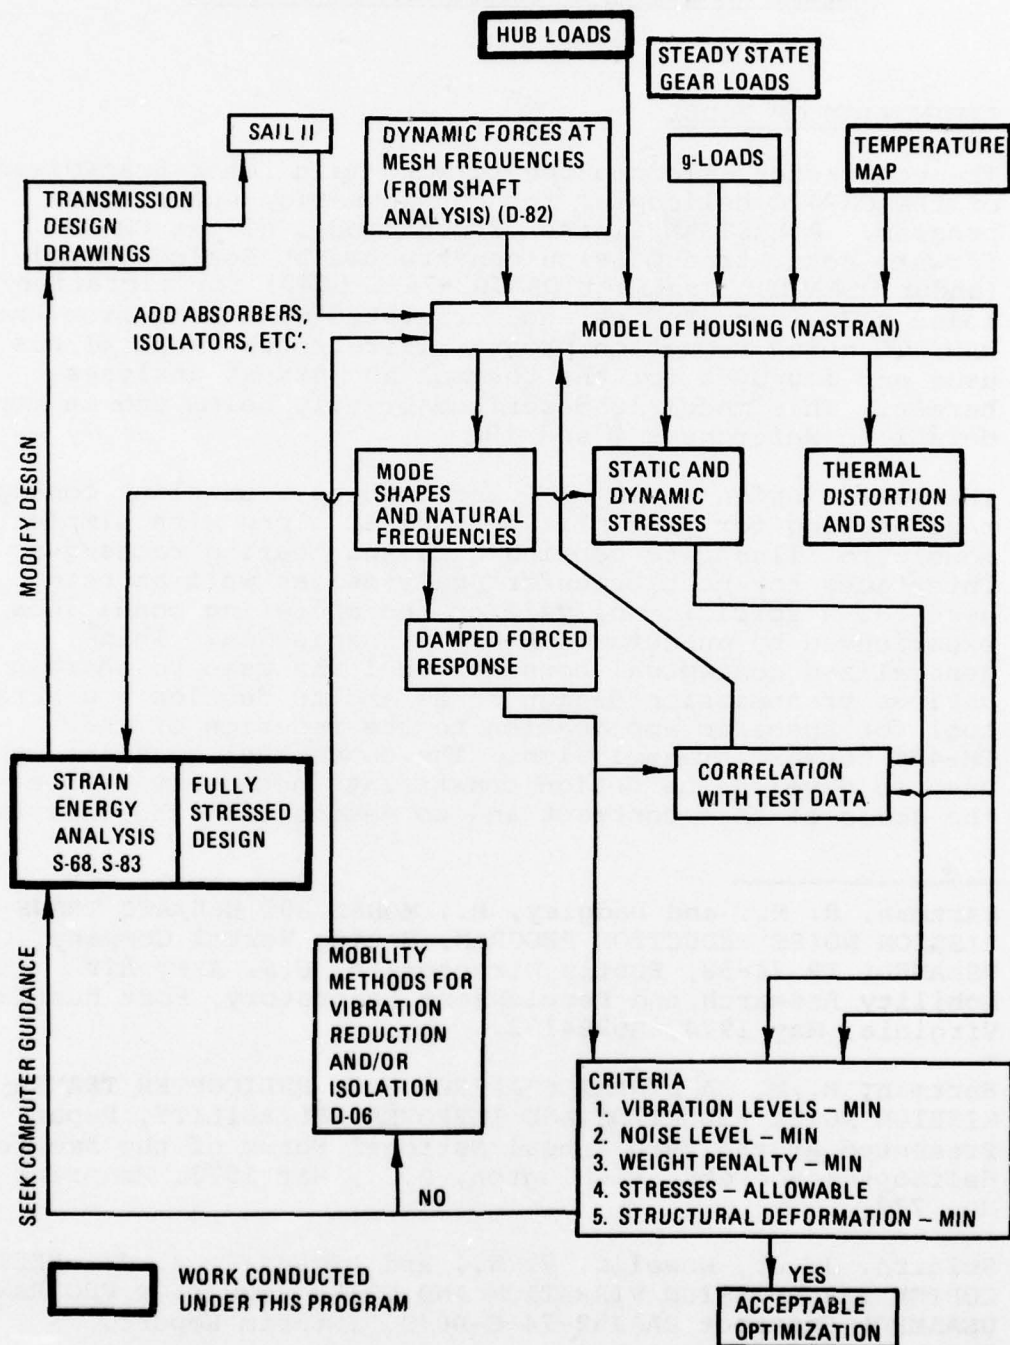 HUB LOADS
STEADY STATE
GEAR LOADS
SAIL II
DYNAMIC FORCES AT
MESH FREQUENCIES
(FROM SHAFT
ANALYSIS) (D-82)
g-LOADS
TEMPERATURE
MAP
TRANSMISSION
DESIGN
DRAWINGS
ADD ABSORBERS,
ISOLATORS, ETC'.
MODEL OF HOUSING (NASTRAN)
MODIFY DESIGN
MODE
SHAPES
AND NATURAL
FREQUENCIES
STATIC AND
DYNAMIC
STRESSES
THERMAL
DISTORTION
AND STRESS
DAMPED FORCED
RESPONSE
STRAIN
ENERGY
ANALYSIS
S-68, S-83
FULLY
STRESSED
DESIGN
CORRELATION
WITH TEST DATA
SEEK COMPUTER GUIDANCE
MOBILITY
METHODS FOR
VIBRATION
REDUCTION
AND/OR
ISOLATION
D-06
CRITERIA
1. VIBRATION LEVELS – MIN
2. NOISE LEVEL – MIN
3. WEIGHT PENALTY – MIN
4. STRESSES – ALLOWABLE
5. STRUCTURAL DEFORMATION – MIN
NO
YES
WORK CONDUCTED
UNDER THIS PROGRAM
ACCEPTABLE
OPTIMIZATION